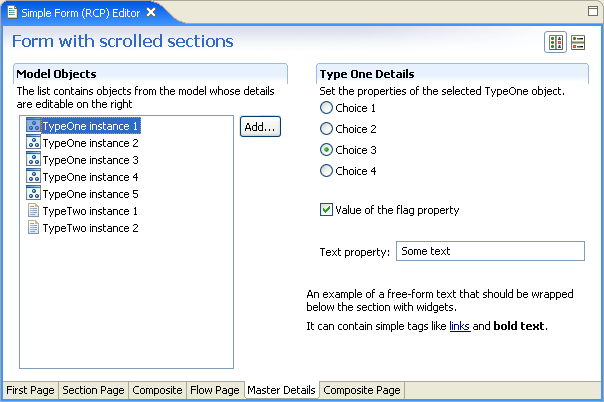 Simple Form (RCP) Editor
Form with scrolled sections
Model Objects
The list contains objects from the model whose details
are editable on the right
TypeOne instance 1
TypeOne instance 2
TypeOne instance 3
TypeOne instance 4
TypeOne instance 5
TypeTwo instance 1
TypeTwo instance 2
Add...
Type One Details
Set the properties of the selected TypeOne object.
Choice 1
Choice 2
Choice 3
Choice 4
Value of the flag property
Text property: Some text
An example of a free-form text that should be wrapped
below the section with widgets.
It can contain simple tags like links and bold text.
First Page Section Page Composite Flow Page Master Details Composite Page